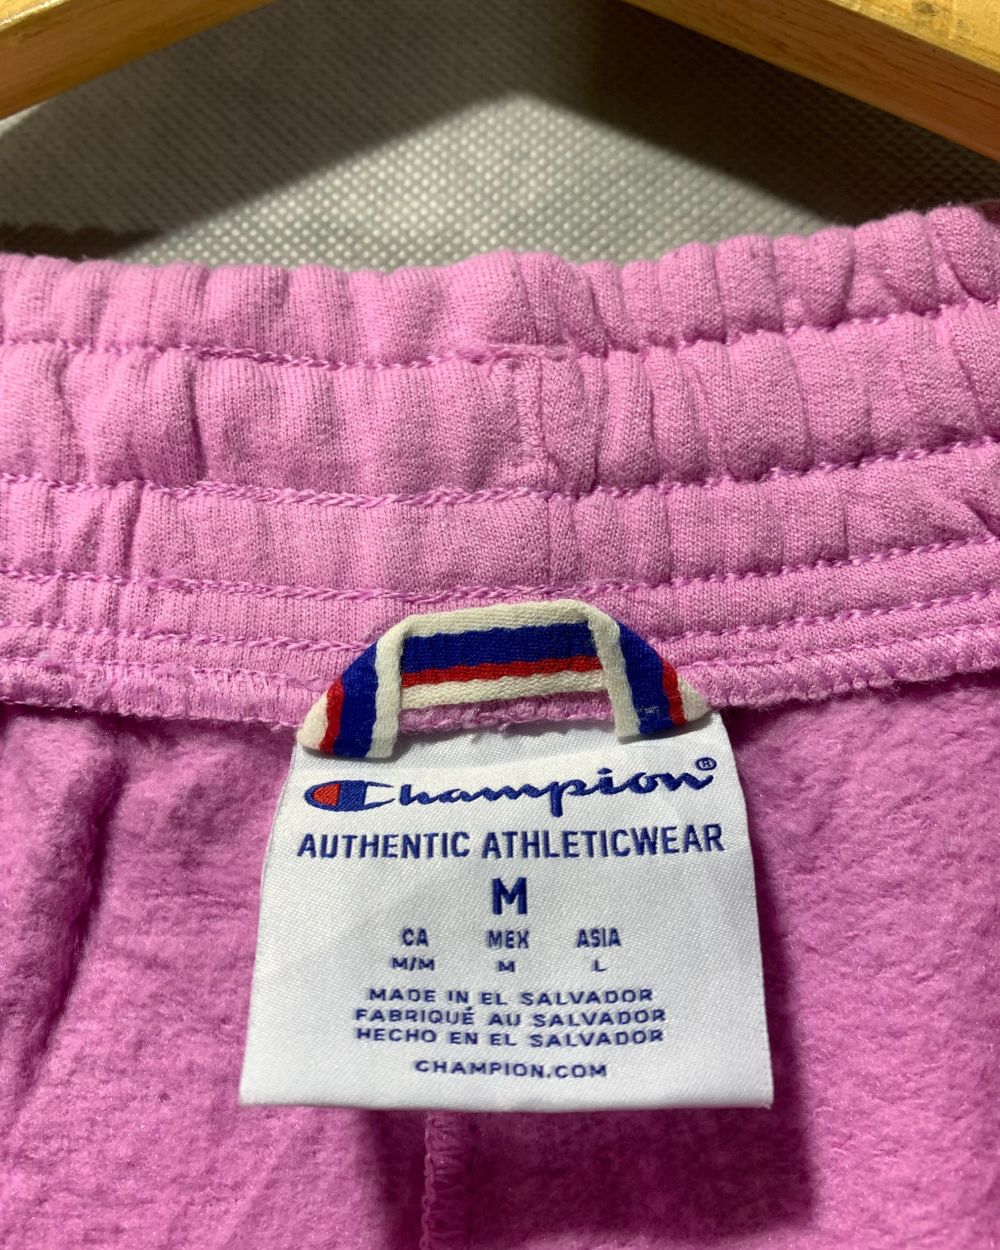 Champion®
AUTHENTIC ATHLETICWEAR
M
CA MEX ASIA
M/M M L
MADE IN EL SALVADOR
FABRIQUÉ AU SALVADOR
HECHO EN EL SALVADOR
CHAMPION.COM